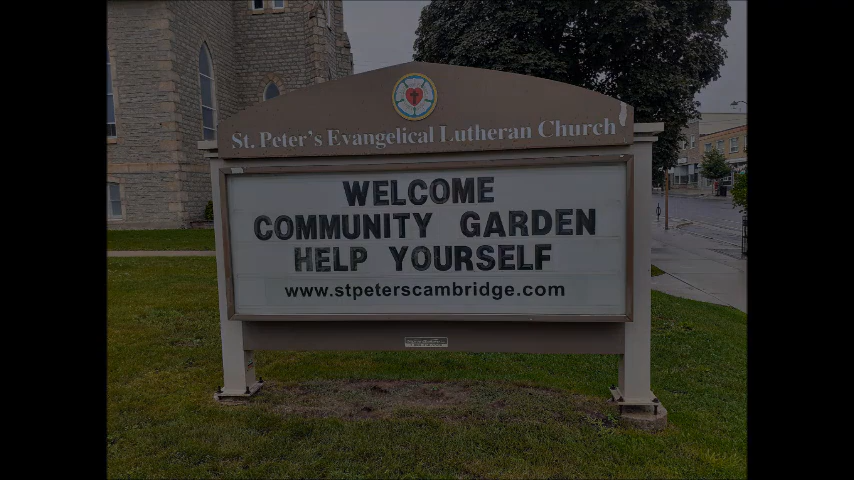 St. Peter's Evangelical Lutheran Church
WELCOME
COMMUNITY GARDEN
HELP YOURSELF
www.stpeterscambridge.com